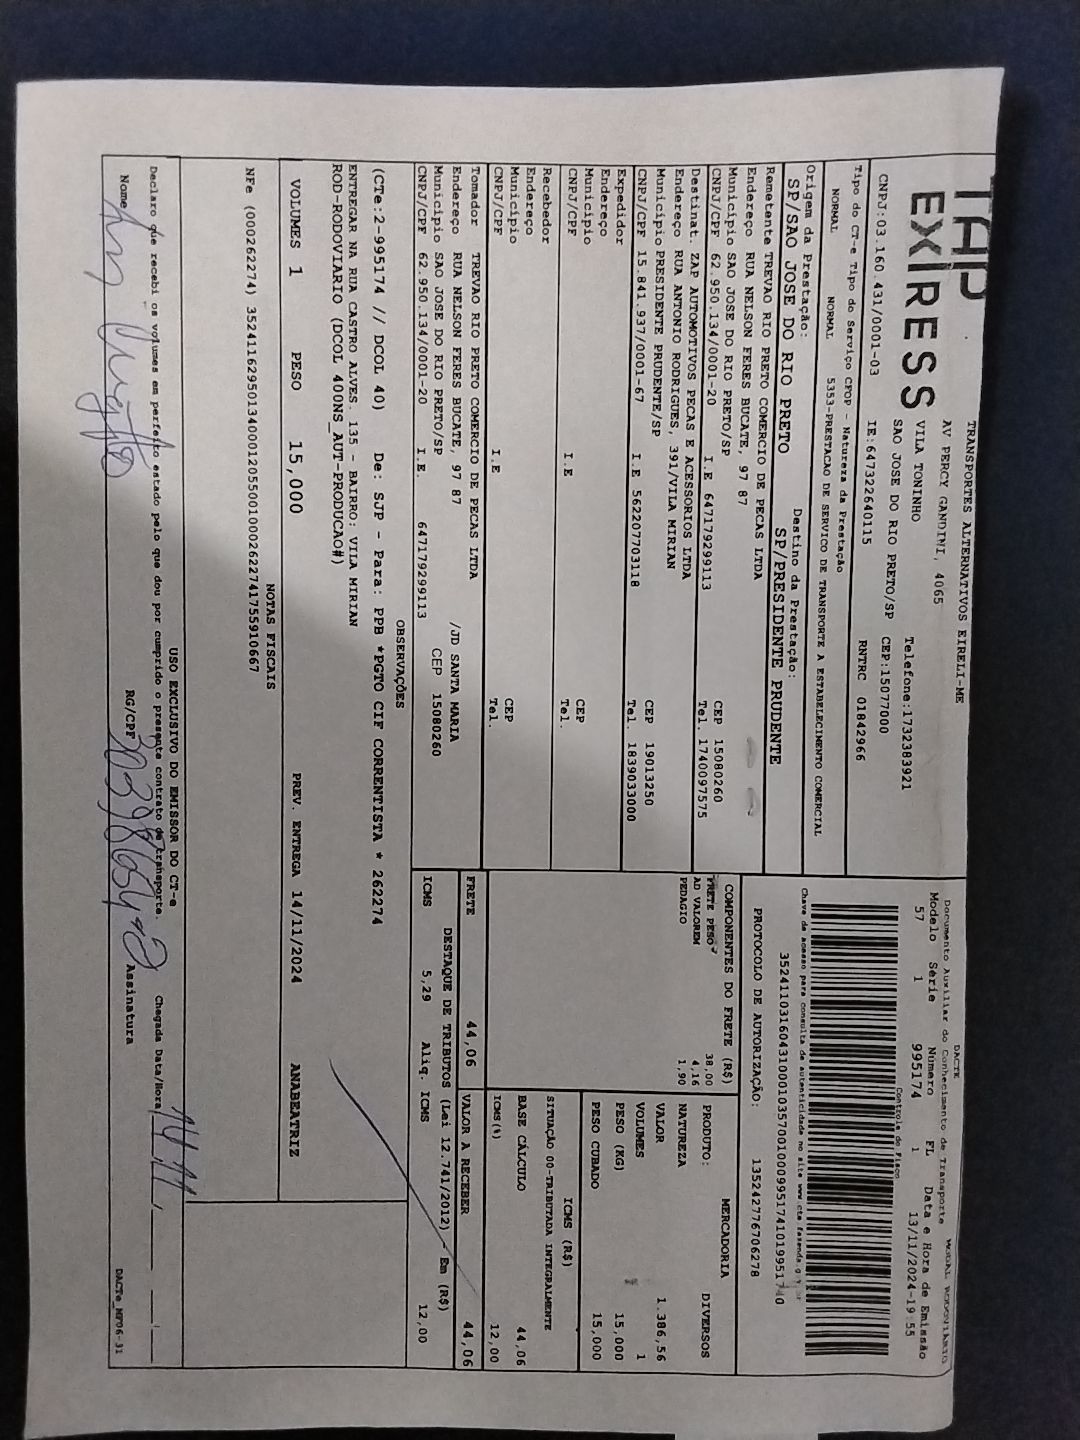 TAP
EXPRESS
TRANSPORTES ALTERNATIVOS EIRELI-ME
AV PERCY GANDINI, 4065
VILA TONINHO
SAO JOSE DO RIO PRETO/SP
Telefone:1732383921
CEP:15077000
CNPJ:03.160.431/0001-03
IE:647322640115
RNTRC 01842966
DACTE
Documento Auxiliar do Conhecimento de Transporte
MODAL RODOVIÁRIO
Modelo Série Número FL Data e Hora de Emissão
57 1 995174 1 13/11/2024-19:55
Controle do Fisco
Chave de acesso para consulta de autenticidade no site www.cte.fazenda.g
PROTOCOLO DE AUTORIZAÇÃO: 135242776706278
Tipo do CT-e Tipo do Serviço CFOP - Natureza da Prestação
NORMAL NORMAL 5353-PRESTACAO DE SERVICO DE TRANSPORTE A ESTABELECIMENTO COMERCIAL
Origem da Prestação: Destino da Prestação:
SP/SAO JOSE DO RIO PRETO SP/PRESIDENTE PRUDENTE
Remetente TREVAO RIO PRETO COMERCIO DE PECAS LTDA
Endereço RUA NELSON FERES BUCATE, 97 87
Município SAO JOSE DO RIO PRETO/SP CEP 15080260
CNPJ/CPF 62.950.134/0001-20 I.E 647179299113 Tel. 1740097575
Destinat. ZAP AUTOMOTIVOS PECAS E ACESSORIOS LTDA
Endereço RUA ANTONIO RODRIGUES, 391/VILA MIRIAN
Município PRESIDENTE PRUDENTE/SP CEP 19013250
CNPJ/CPF 15.841.937/0001-67 I.E 562207703118 Tel. 1839033000
Expedidor
Endereço
Município CEP
CNPJ/CPF I.E Tel.
Recebedor
Endereço
Município CEP
CNPJ/CPF I.E Tel.
Tomador TREVAO RIO PRETO COMERCIO DE PECAS LTDA
Endereço RUA NELSON FERES BUCATE, 97 87 /JD SANTA MARIA
Município SAO JOSE DO RIO PRETO/SP CEP 15080260
CNPJ/CPF 62.950.134/0001-20 I.E. 647179299113
COMPONENTES DO FRETE (R$)
FRETE PESO 38,00
AD VALOREM 4,16
PEDAGIO 1,90
MERCADORIA
PRODUTO: DIVERSOS
NATUREZA
VALOR 1.386,56
VOLUMES 1
PESO (KG) 15,000
PESO CUBADO 15,000
ICMS (R$)
SITUAÇÃO 00-TRIBUTADA INTEGRALMENTE
BASE CÁLCULO 44,06
ICMS(%) 12,00
FRETE 44,06 VALOR A RECEBER 44,06
DESTAQUE DE TRIBUTOS (Lei 12.741/2012) - Em (R$)
ICMS 5,29 Aliq. ICMS 12,00
OBSERVAÇÕES
(CTe:2-995174 // DCOL 40) De: SJP - Para: PPB *PGTO CIF CORRENTISTA * 262274
ENTREGAR NA RUA CASTRO ALVES. 135 - BAIRRO: VILA MIRIAN
ROD-RODOVIARIO (DCOL 400NS_AUT-PRODUCAO#)
VOLUMES 1 PESO 15,000 PREV. ENTREGA 14/11/2024 ANABEATRIZ
NOTAS FISCAIS
NFe (000262274) 35241162950134000120550010002622741755910667
USO EXCLUSIVO DO EMISSOR DO CT-e
Declaro que recebi os volumes em perfeito estado pelo que dou por cumprido o presente contrato de transporte. Chegada Data/Hora 14/11/
Nome RG/CPF Assinatura
DACTe_MF06-31